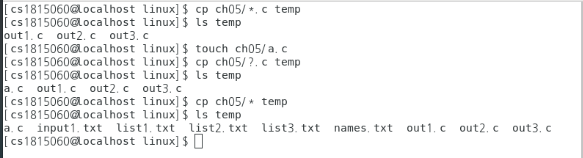 [cs1815060@localhost linux]$ cp ch05/*.c temp
[cs1815060@localhost linux]$ ls temp
out1.c out2.c out3.c
[cs1815060@localhost linux]$ touch ch05/a.c
[cs1815060@localhost linux]$ cp ch05/?.c temp
[cs1815060@localhost linux]$ ls temp
a.c out1.c out2.c out3.c
[cs1815060@localhost linux]$ cp ch05/* temp
[cs1815060@localhost linux]$ ls temp
a.c input1.txt list1.txt list2.txt list3.txt names.txt out1.c out2.c out3.c
[cs1815060@localhost linux]$